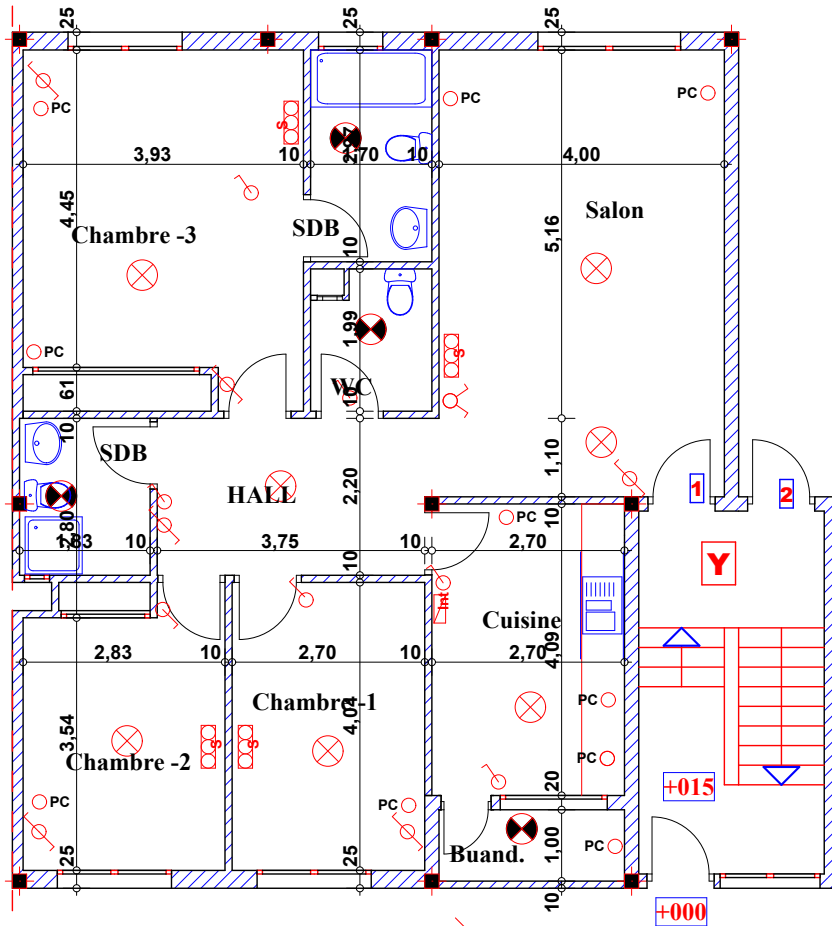 25
25
25
PC
PC
PC
S
3,93
10
2,97
1,70
10
4,00
4,45
Chambre -3
SDB
Salon
5,16
10
PC
1,99
S
61
WC
10
10
SDB
HALL
2,20
1,10
1
2
PC
10
1,80
1,83
10
3,75
10
10
2,70
Y
Int
Cuisine
2,83
10
2,70
10
2,70
4,09
Chambre -1
PC
3,54
4,04
Chambre -2
S
S
PC
PC
PC
20
+015
25
25
Buand.
1,00
PC
10
+000